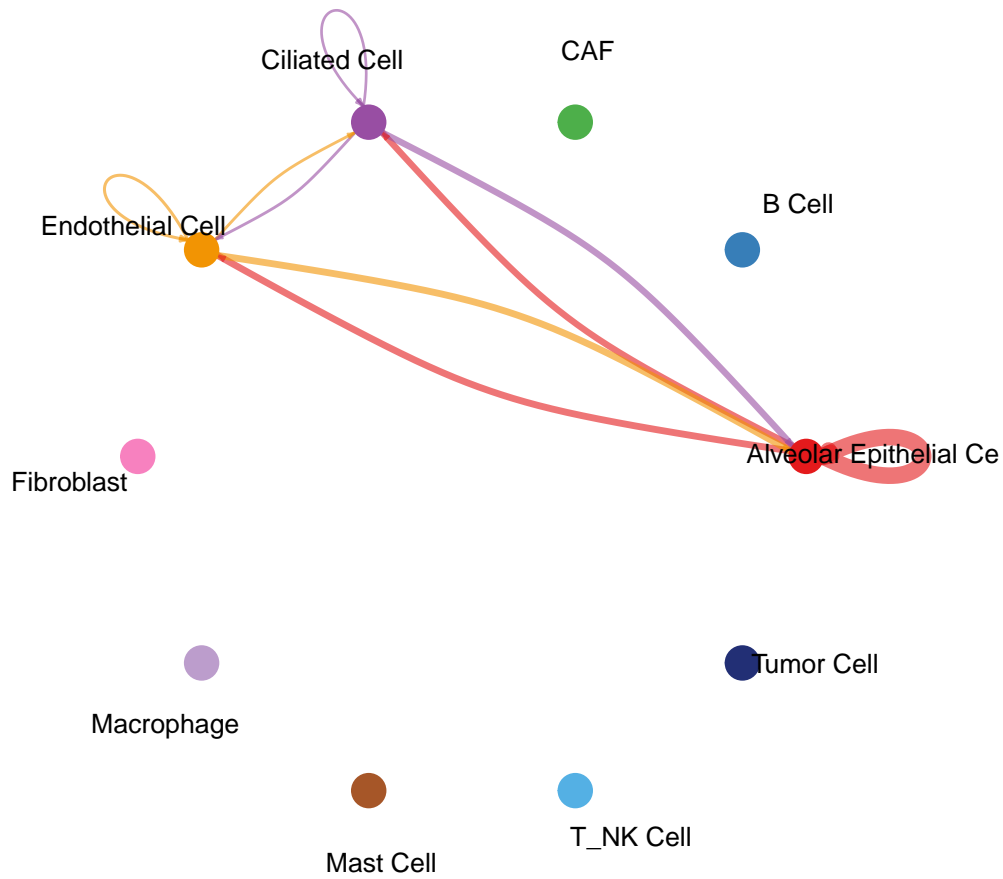 CAF
Ciliated Cell
B Cell
Endothelial Cell
Alveolar Epithelial Ce
Fibroblast
Tumor Cell
Macrophage
T_NK Cell
Mast Cell